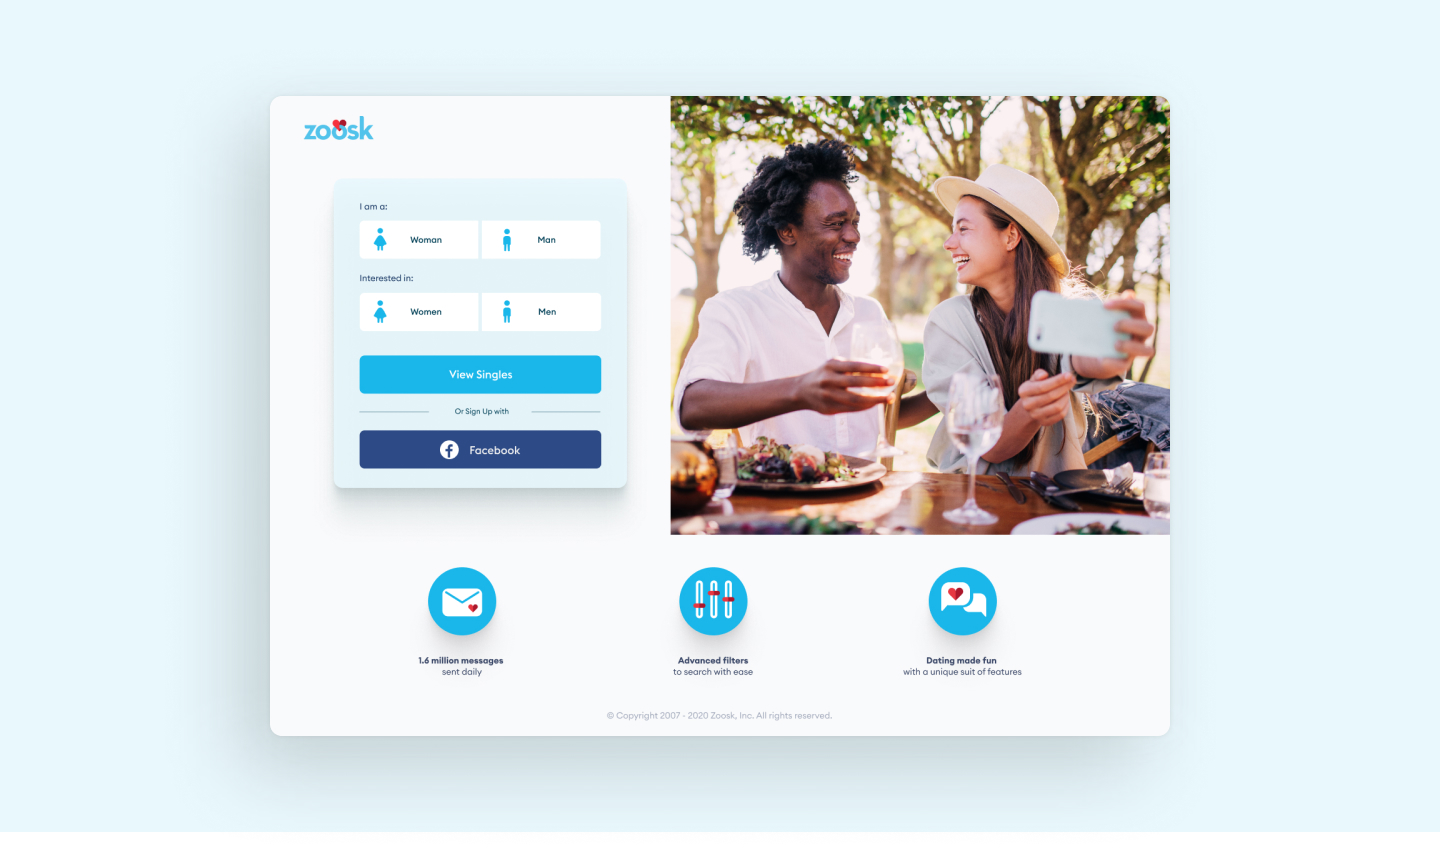 zoosk
I am a:
Woman
Man
Interested in:
Women
Men
View Singles
Or Sign Up with
Facebook
1.6 million messages
sent daily
Advanced filters
to search with ease
Dating made fun
with a unique suit of features
© Copyright 2007 - 2020 Zoosk, Inc. All rights reserved.